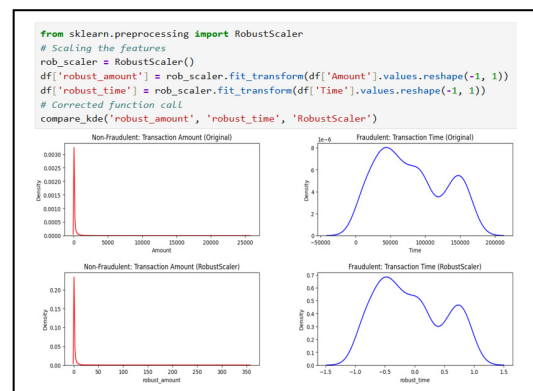 from sklearn.preprocessing import RobustScaler
# Scaling the features
rob_scaler = RobustScaler()
df['robust_amount'] = rob_scaler.fit_transform(df['Amount'].values.reshape(-1, 1))
df['robust_time'] = rob_scaler.fit_transform(df['Time'].values.reshape(-1, 1))
# Corrected function call
compare_kde('robust_amount', 'robust_time', 'RobustScaler')
Non-Fraudulent: Transaction Amount (Original)
0.0030
0.0025
0.0020
0.0015
0.0010
0.0005
0.0000
Density
0 5000 10000 15000 20000 25000
Amount
Fraudulent: Transaction Time (Original)
1e-6
8
6
4
2
0
Density
−50000 0 50000 100000 150000 200000
Time
Non-Fraudulent: Transaction Amount (RobustScaler)
0.20
0.15
0.10
0.05
0.00
Density
0 50 100 150 200 250 300 350
robust_amount
Fraudulent: Transaction Time (RobustScaler)
0.7
0.6
0.5
0.4
0.3
0.2
0.1
0.0
Density
−1.5 −1.0 −0.5 0.0 0.5 1.0 1.5
robust_time